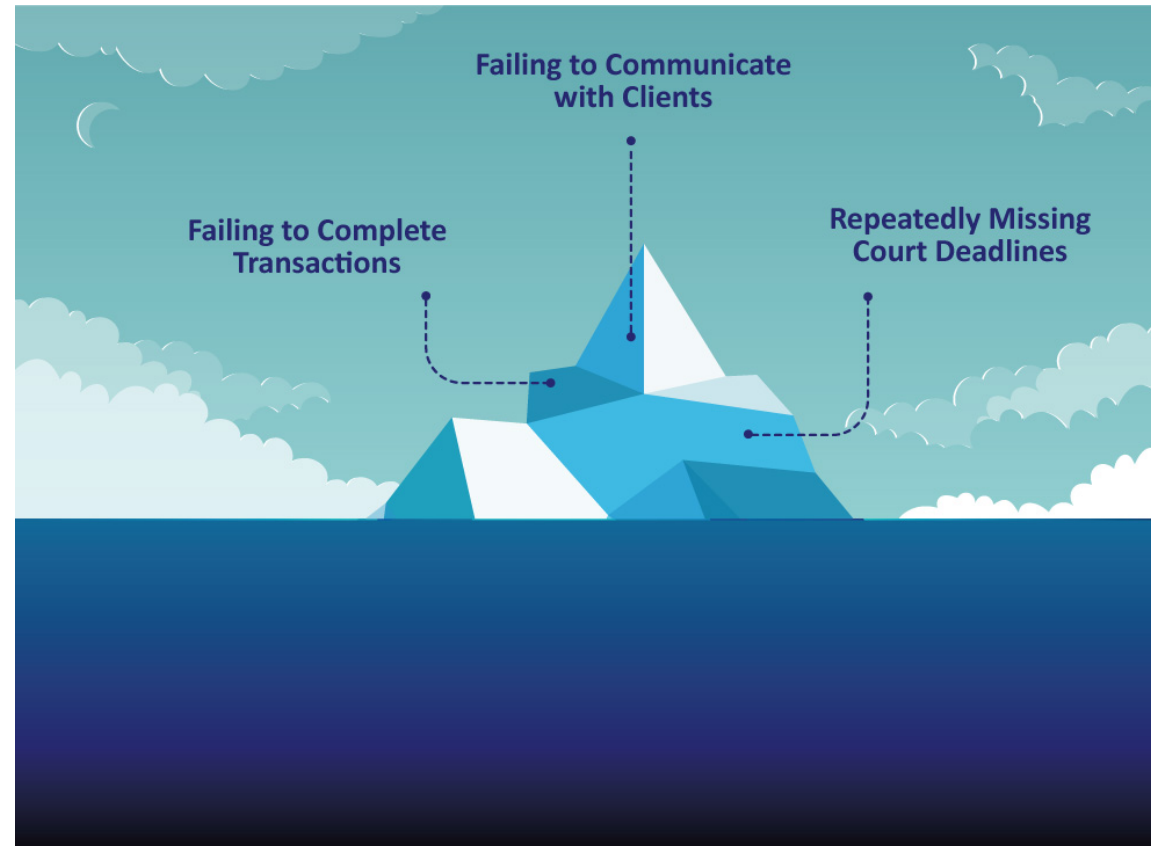 Failing to Communicate
with Clients
Failing to Complete
Transactions
Repeatedly Missing
Court Deadlines